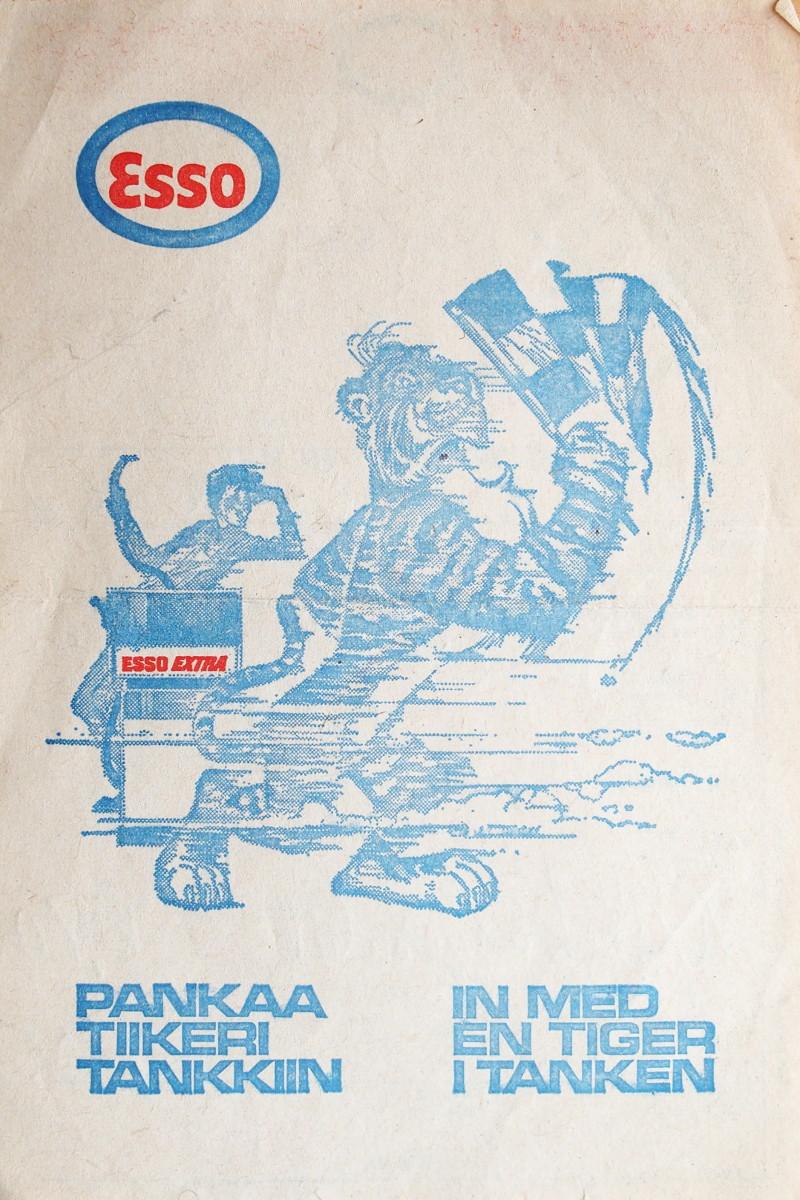 Esso
ESSO EXTRA
PANKAA
TIIKERI
TANKKIIN
IN MED
EN TIGER
I TANKEN